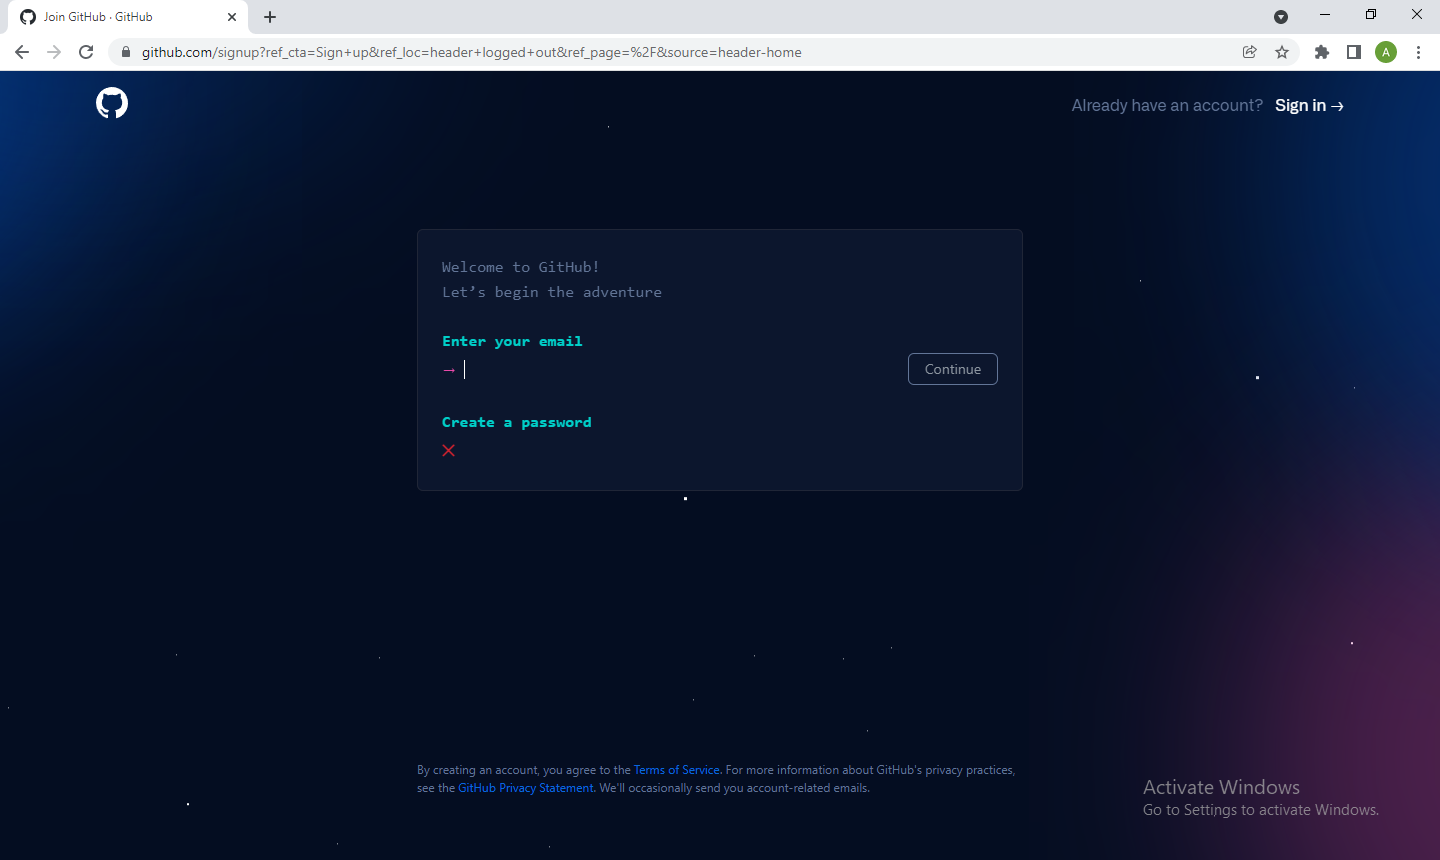 Join GitHub · GitHub
github.com/signup?ref_cta=Sign+up&ref_loc=header+logged+out&ref_page=%2F&source=header-home
A
Already have an account? Sign in →
Welcome to GitHub!
Let’s begin the adventure
Enter your email
→
Continue
Create a password
By creating an account, you agree to the Terms of Service. For more information about GitHub's privacy practices,
see the GitHub Privacy Statement. We'll occasionally send you account-related emails.
Activate Windows
Go to Settings to activate Windows.